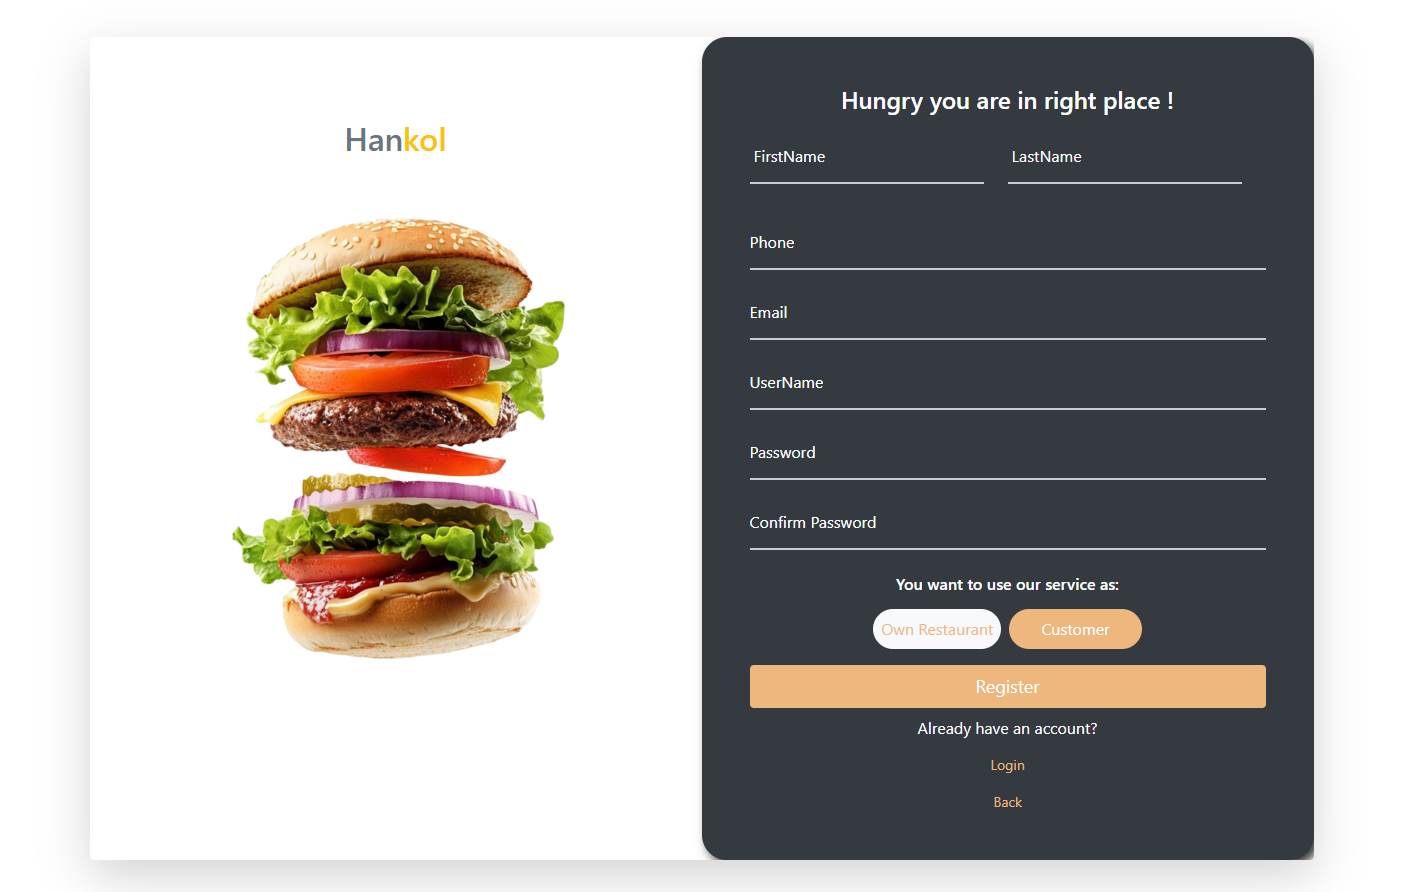 Hankol
Hungry you are in right place !
FirstName LastName
Phone
Email
UserName
Password
Confirm Password
You want to use our service as:
Own Restaurant Customer
Register
Already have an account?
Login
Back